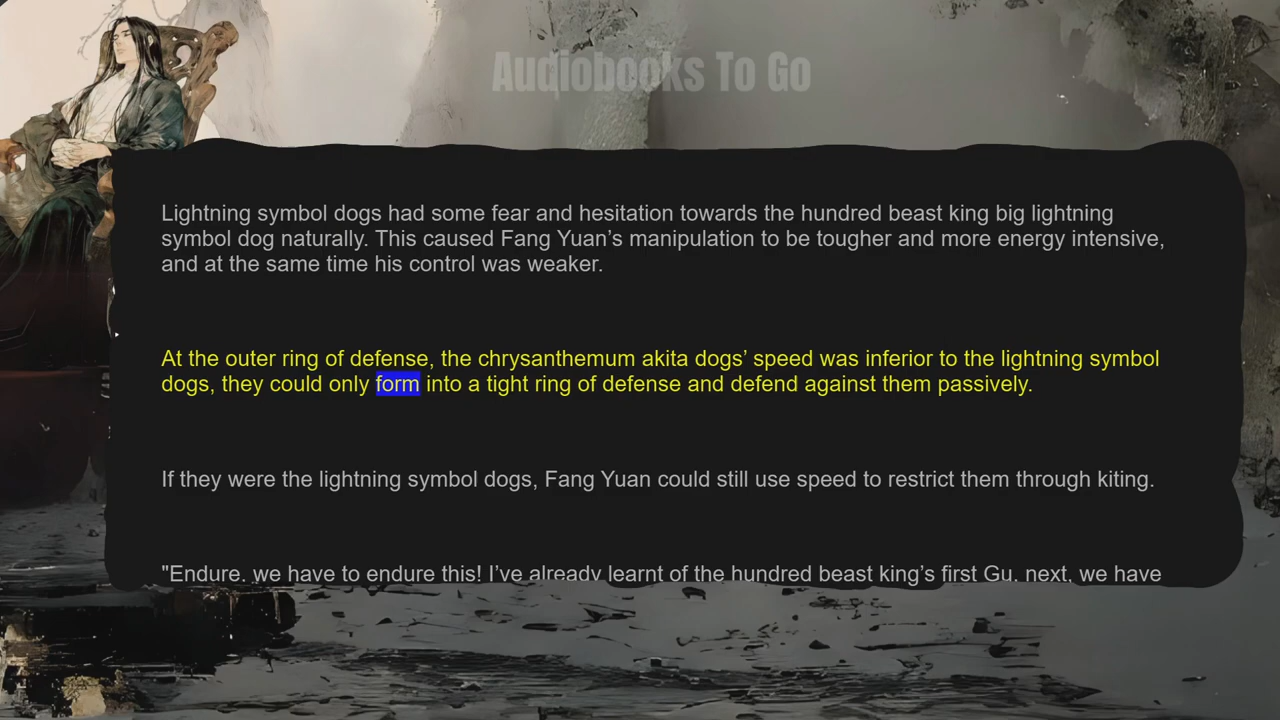 Audiobooks To Go
Lightning symbol dogs had some fear and hesitation towards the hundred beast king big lightning
symbol dog naturally. This caused Fang Yuan’s manipulation to be tougher and more energy intensive,
and at the same time his control was weaker.
At the outer ring of defense, the chrysanthemum akita dogs’ speed was inferior to the lightning symbol
dogs, they could only form into a tight ring of defense and defend against them passively.
If they were the lightning symbol dogs, Fang Yuan could still use speed to restrict them through kiting.
"Endure, we have to endure this! I’ve already learnt of the hundred beast king’s first Gu, next, we have